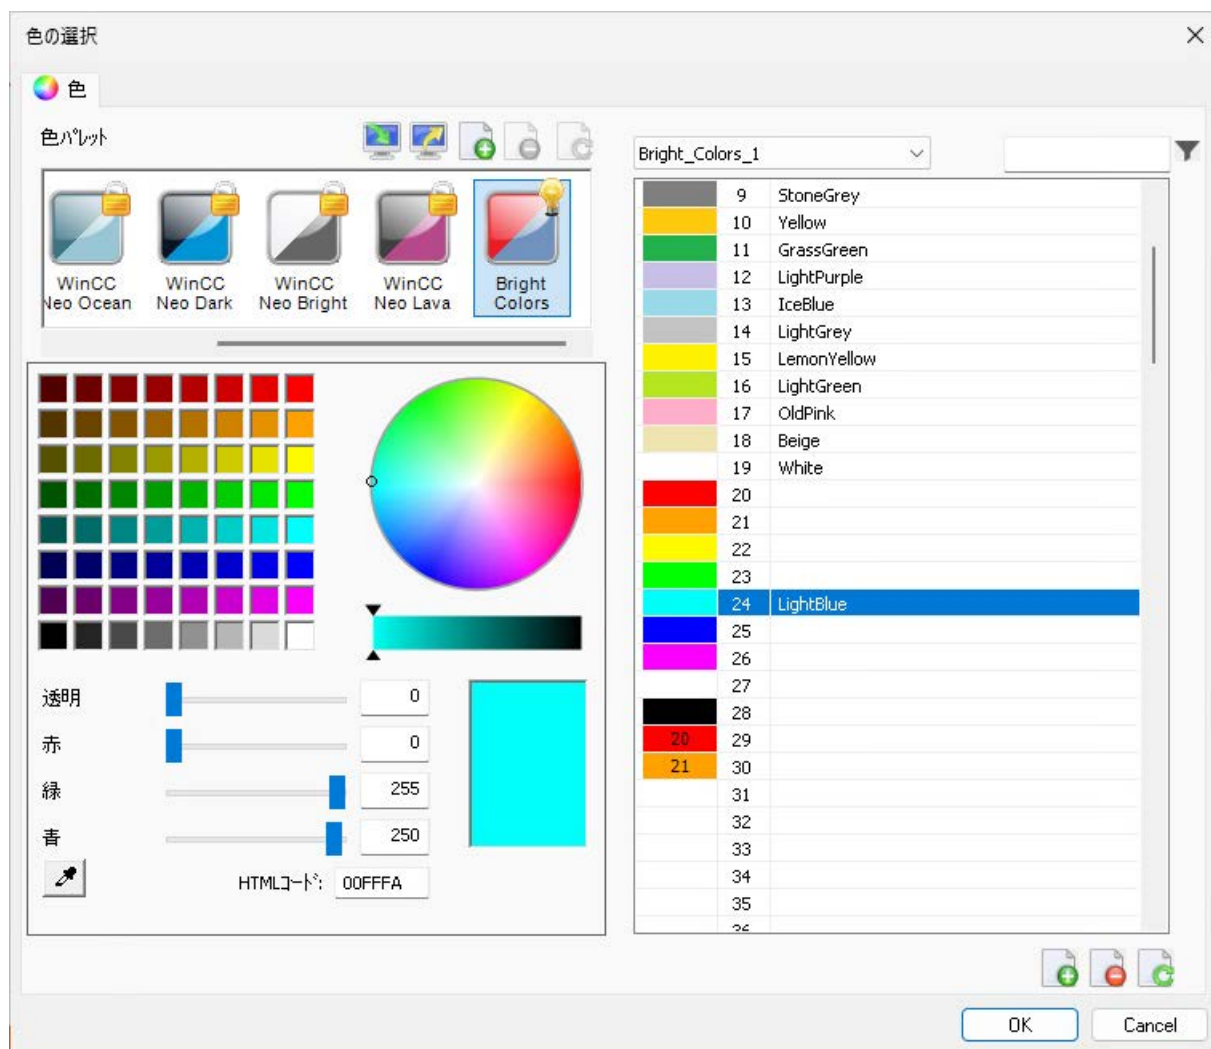 色の選択
色
色パレット
WinCC
Neo Ocean
WinCC
Neo Dark
WinCC
Neo Bright
WinCC
Neo Lava
Bright
Colors
透明 0
赤 0
緑 255
青 250
HTMLコード: 00FFFA
Bright_Colors_1
9 StoneGrey
10 Yellow
11 GrassGreen
12 LightPurple
13 IceBlue
14 LightGrey
15 LemonYellow
16 LightGreen
17 OldPink
18 Beige
19 White
20
21
22
23
24 LightBlue
25
26
27
28
20 29
21 30
31
32
33
34
35
OK Cancel